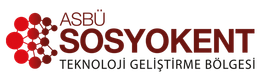 ASBÜ
SOSYOKENT
TEKNOLOJİ GELİŞTİRME BÖLGESİ